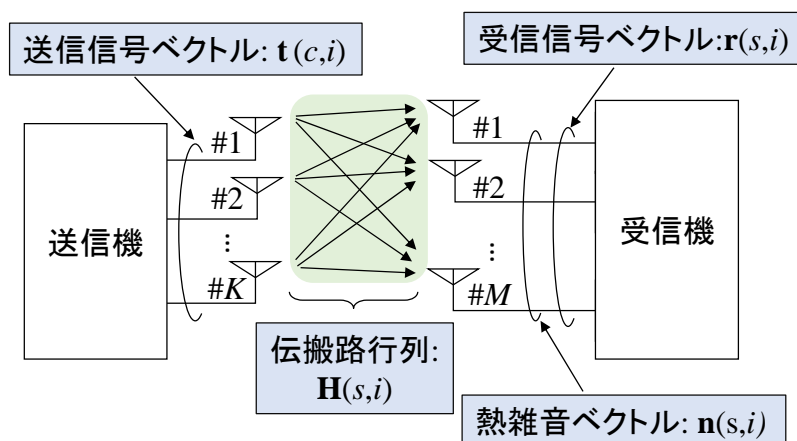 送信信号ベクトル: t(c,i)
受信信号ベクトル:r(s,i)
#1
#2
⋮
#K
送信機
#1
#2
⋮
#M
受信機
伝搬路行列:
H(s,i)
熱雑音ベクトル: n(s,i)